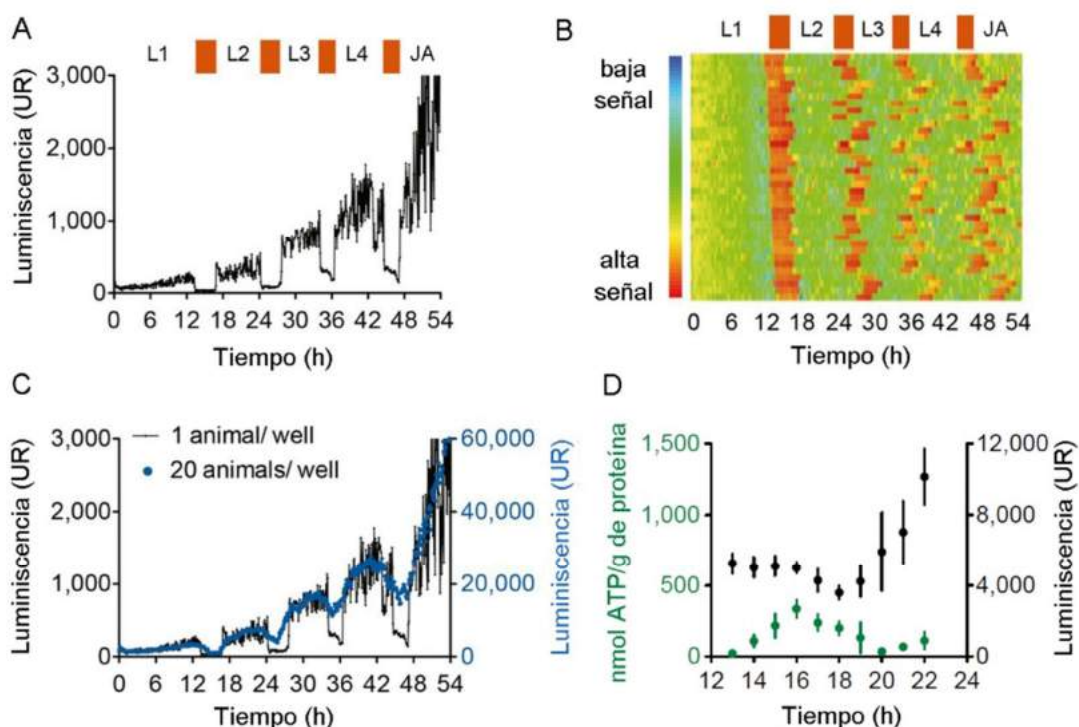 A
L1 L2 L3 L4 JA
3,000
2,000
1,000
0
Luminiscencia (UR)
0 6 12 18 24 30 36 42 48 54
Tiempo (h)
B
L1 L2 L3 L4 JA
baja
señal
alta
señal
0 6 12 18 24 30 36 42 48 54
Tiempo (h)
C
1 animal/ well
20 animals/ well
3,000
2,000
1,000
0
Luminiscencia (UR)
60,000
40,000
20,000
0
Luminiscencia (UR)
0 6 12 18 24 30 36 42 48 54
Tiempo (h)
D
1,500
1,000
500
0
nmol ATP/g de proteína
12,000
8,000
4,000
0
Luminiscencia (UR)
12 14 16 18 20 22 24
Tiempo (h)